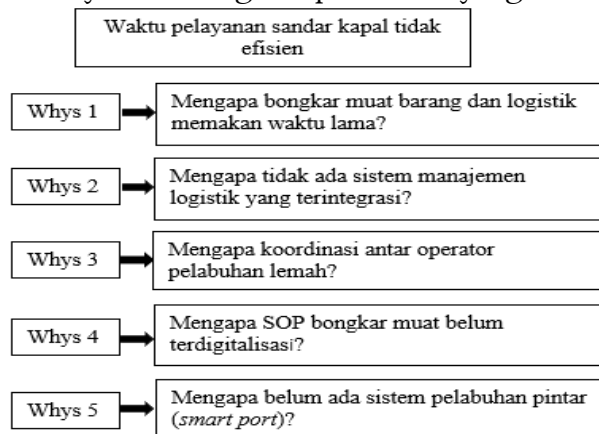 Waktu pelayanan sandar kapal tidak
efisien
Whys 1
Mengapa bongkar muat barang dan logistik
memakan waktu lama?
Whys 2
Mengapa tidak ada sistem manajemen
logistik yang terintegrasi?
Whys 3
Mengapa koordinasi antar operator
pelabuhan lemah?
Whys 4
Mengapa SOP bongkar muat belum
terdigitalisasi?
Whys 5
Mengapa belum ada sistem pelabuhan pintar
(smart port)?